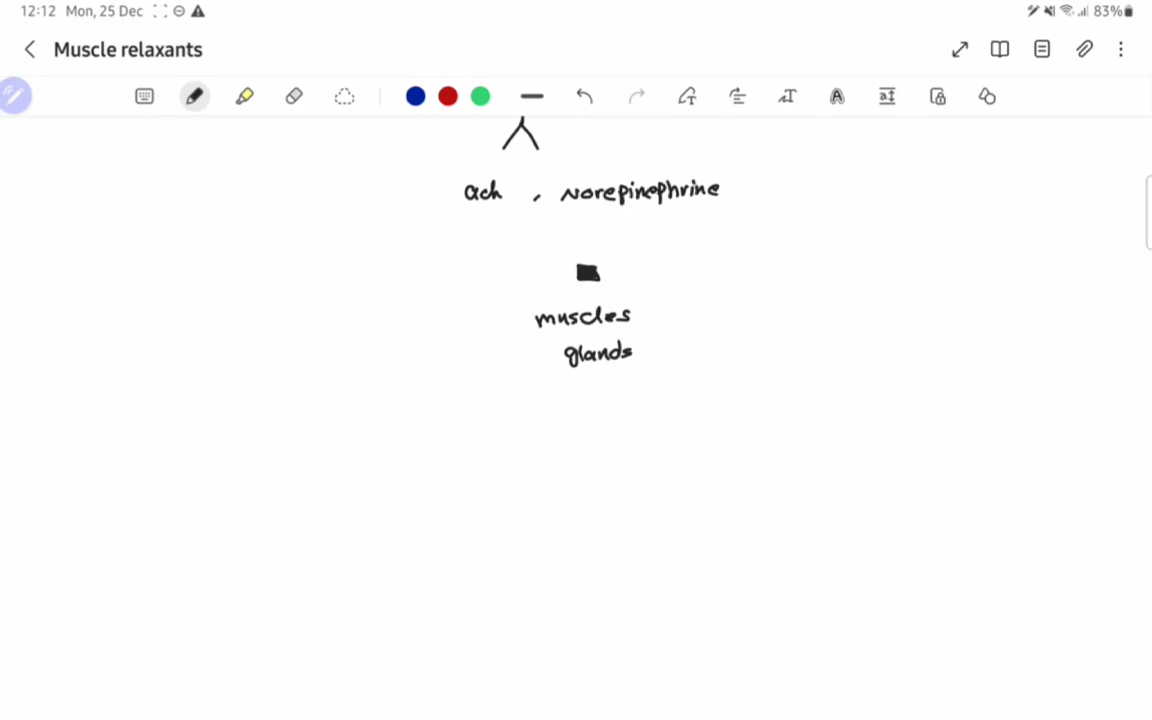 12:12 Mon, 25 Dec 83%
Muscle relaxants
ach , Norepinephrine
muscles
glands